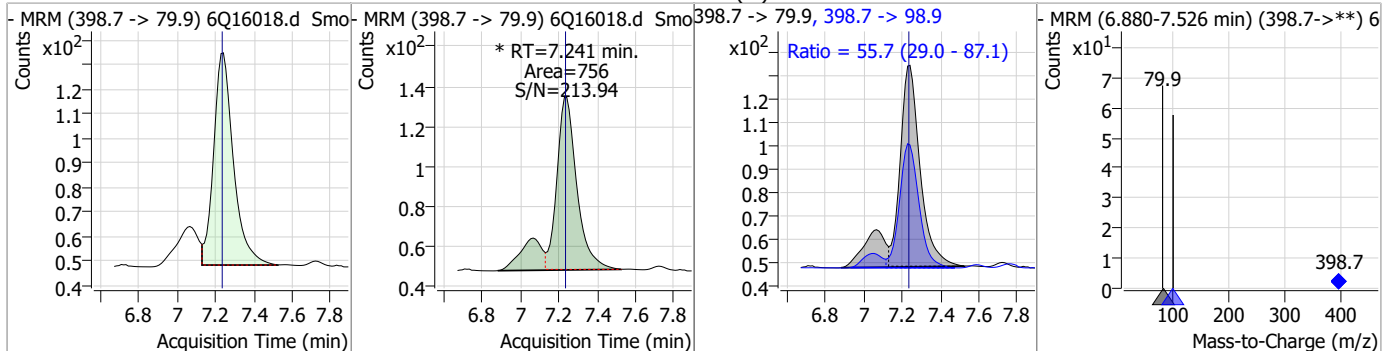 - MRM (398.7 -> 79.9) 6Q16018.d Smo
Counts
x10²
1.2
1.1
1
0.9
0.8
0.7
0.6
0.5
0.4
6.8 7 7.2 7.4 7.6 7.8
Acquisition Time (min)
- MRM (398.7 -> 79.9) 6Q16018.d Smo
Counts
x10²
* RT=7.241 min.
Area=756
S/N=213.94
1.4
1.2
1
0.8
0.6
0.4
6.8 7 7.2 7.4 7.6 7.8
Acquisition Time (min)
398.7 -> 79.9, 398.7 -> 98.9
x10²
Ratio = 55.7 (29.0 - 87.1)
1.2
1.1
1
0.9
0.8
0.7
0.6
0.5
0.4
6.8 7 7.2 7.4 7.6 7.8
Acquisition Time (min)
- MRM (6.880-7.526 min) (398.7->**) 6
Counts
x10¹
79.9
7
6
5
4
3
2
1
0
398.7
100 200 300 400
Mass-to-Charge (m/z)